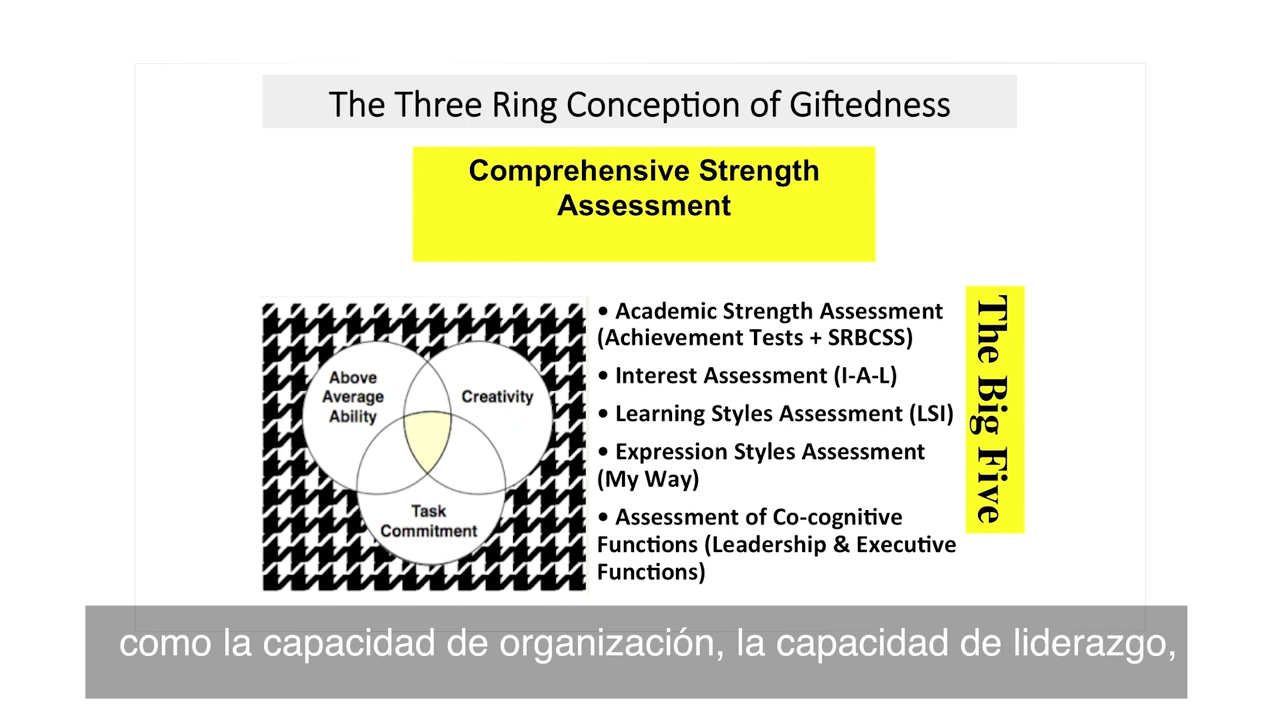 The Three Ring Conception of Giftedness
Comprehensive Strength
Assessment
Above
Average
Ability
Creativity
Task
Commitment
• Academic Strength Assessment
(Achievement Tests + SRBCSS)
• Interest Assessment (I-A-L)
• Learning Styles Assessment (LSI)
• Expression Styles Assessment
(My Way)
• Assessment of Co-cognitive
Functions (Leadership & Executive
Functions)
The Big Five
como la capacidad de organización, la capacidad de liderazgo,